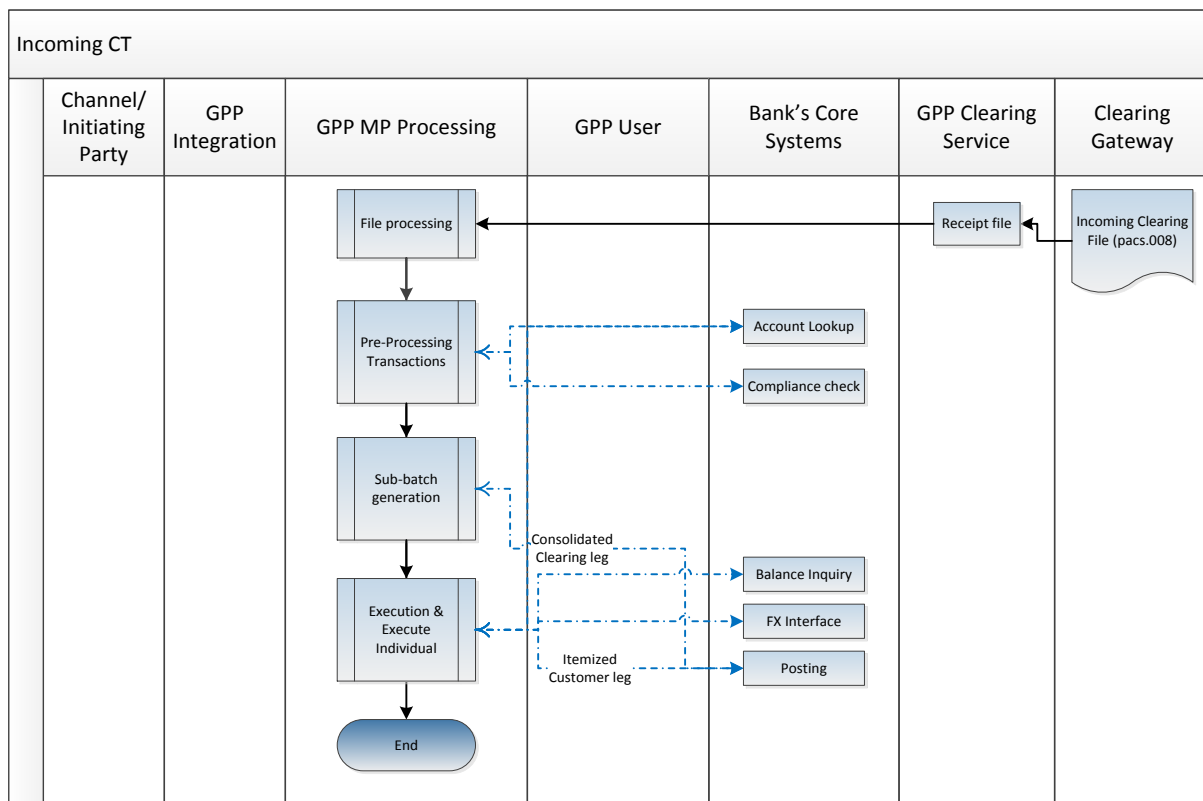 Incoming CT
Channel/
Initiating
Party
GPP
Integration
GPP MP Processing
GPP User
Bank's Core
Systems
GPP Clearing
Service
Clearing
Gateway
File processing
Receipt file
Incoming Clearing
File (pacs.008)
Pre-Processing
Transactions
Account Lookup
Compliance check
Sub-batch
generation
Consolidated
Clearing leg
Execution &
Execute
Individual
Balance Inquiry
FX Interface
Itemized
Customer leg
Posting
End